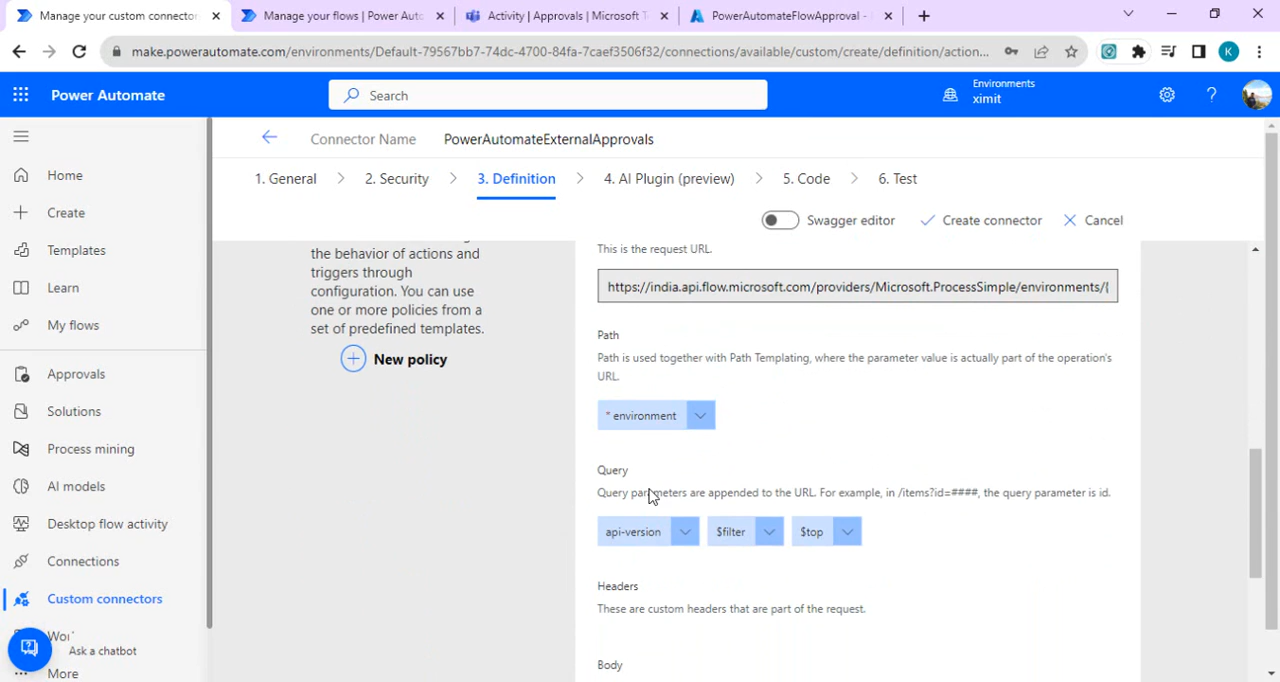 Manage your custom connector
Manage your flows | Power Aut
Activity | Approvals | Microsoft T
PowerAutomateFlowApproval -
make.powerautomate.com/environments/Default-79567bb7-74dc-4700-84fa-7caef3506f32/connections/available/custom/create/definition/action...
K
Power Automate
Search
Environments
ximit
Connector Name
PowerAutomateExternalApprovals
1. General
2. Security
3. Definition
4. AI Plugin (preview)
5. Code
6. Test
Swagger editor
Create connector
Cancel
Home
Create
Templates
Learn
My flows
Approvals
Solutions
Process mining
AI models
Desktop flow activity
Connections
Custom connectors
Ask a chatbot
More
the behavior of actions and
triggers through
configuration. You can use
one or more policies from a
set of predefined templates.
New policy
This is the request URL.
https://india.api.flow.microsoft.com/providers/Microsoft.ProcessSimple/environments/{
Path
Path is used together with Path Templating, where the parameter value is actually part of the operation's
URL.
* environment
Query
Query parameters are appended to the URL. For example, in /items?id=####, the query parameter is id.
api-version
$filter
$top
Headers
These are custom headers that are part of the request.
Body